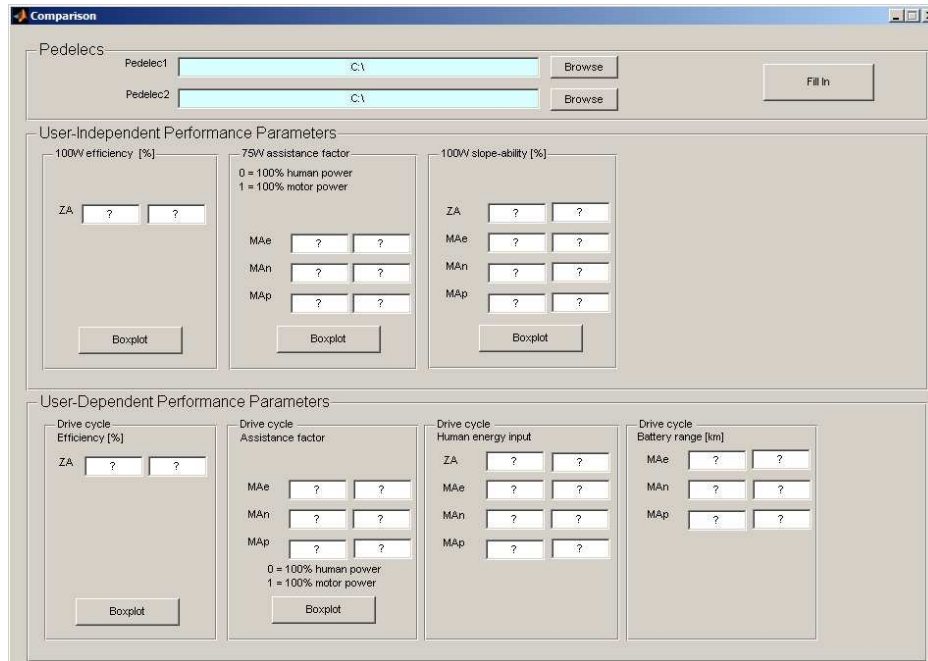 Comparison
Pedelecs
Pedelec1 C:\ Browse
Fill In
Pedelec2 C:\ Browse
User-Independent Performance Parameters
100W efficiency [%]
ZA ? ?
Boxplot
75W assistance factor
0 = 100% human power
1 = 100% motor power
MAe ? ?
MAn ? ?
MAp ? ?
Boxplot
100W slope-ability [%]
ZA ? ?
MAe ? ?
MAn ? ?
MAp ? ?
Boxplot
User-Dependent Performance Parameters
Drive cycle
Efficiency [%]
ZA ? ?
Boxplot
Drive cycle
Assistance factor
MAe ? ?
MAn ? ?
MAp ? ?
0 = 100% human power
1 = 100% motor power
Boxplot
Drive cycle
Human energy input
ZA ? ?
MAe ? ?
MAn ? ?
MAp ? ?
Drive cycle
Battery range [km]
MAe ? ?
MAn ? ?
MAp ? ?